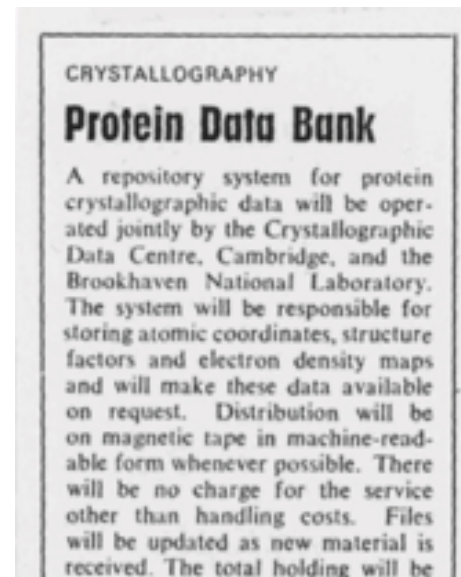 CRYSTALLOGRAPHY
Protein Data Bank
A repository system for protein
crystallographic data will be oper-
ated jointly by the Crystallographic
Data Centre, Cambridge, and the
Brookhaven National Laboratory.
The system will be responsible for
storing atomic coordinates, structure
factors and electron density maps
and will make these data available
on request. Distribution will be
on magnetic tape in machine-read-
able form whenever possible. There
will be no charge for the service
other than handling costs. Files
will be updated as new material is
received. The total holding will be